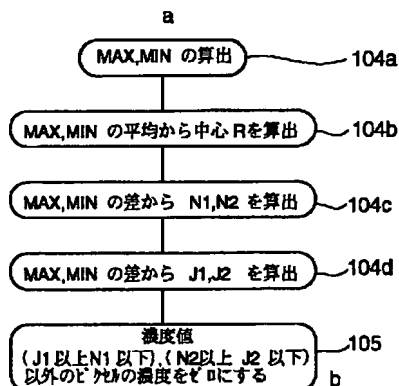 a
MAX,MIN の算出
104a
MAX,MIN の平均から中心 Rを算出
104b
MAX,MIN の差から N1,N2 を算出
104c
MAX,MIN の差から J1,J2 を算出
104d
濃度値
(J1以上N1以下),(N2以上 J2以下)
以外のピクセルの濃度をゼロにする
105
b